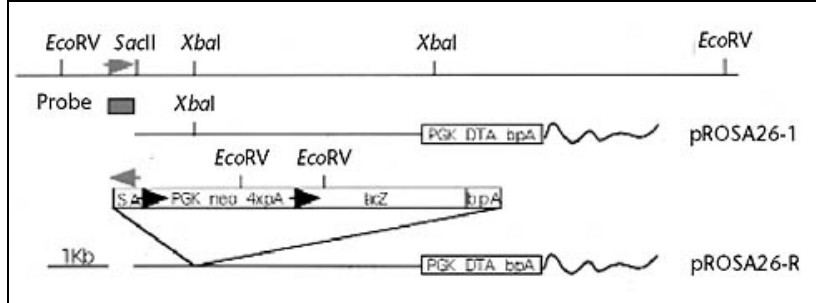 EcoRV SacII XbaI XbaI EcoRV
Probe XbaI
PGK DTA bpA pROSA26-1
EcoRV EcoRV
SA PGK neo 4xpA lacZ bpA
1Kb PGK DTA bpA pROSA26-R